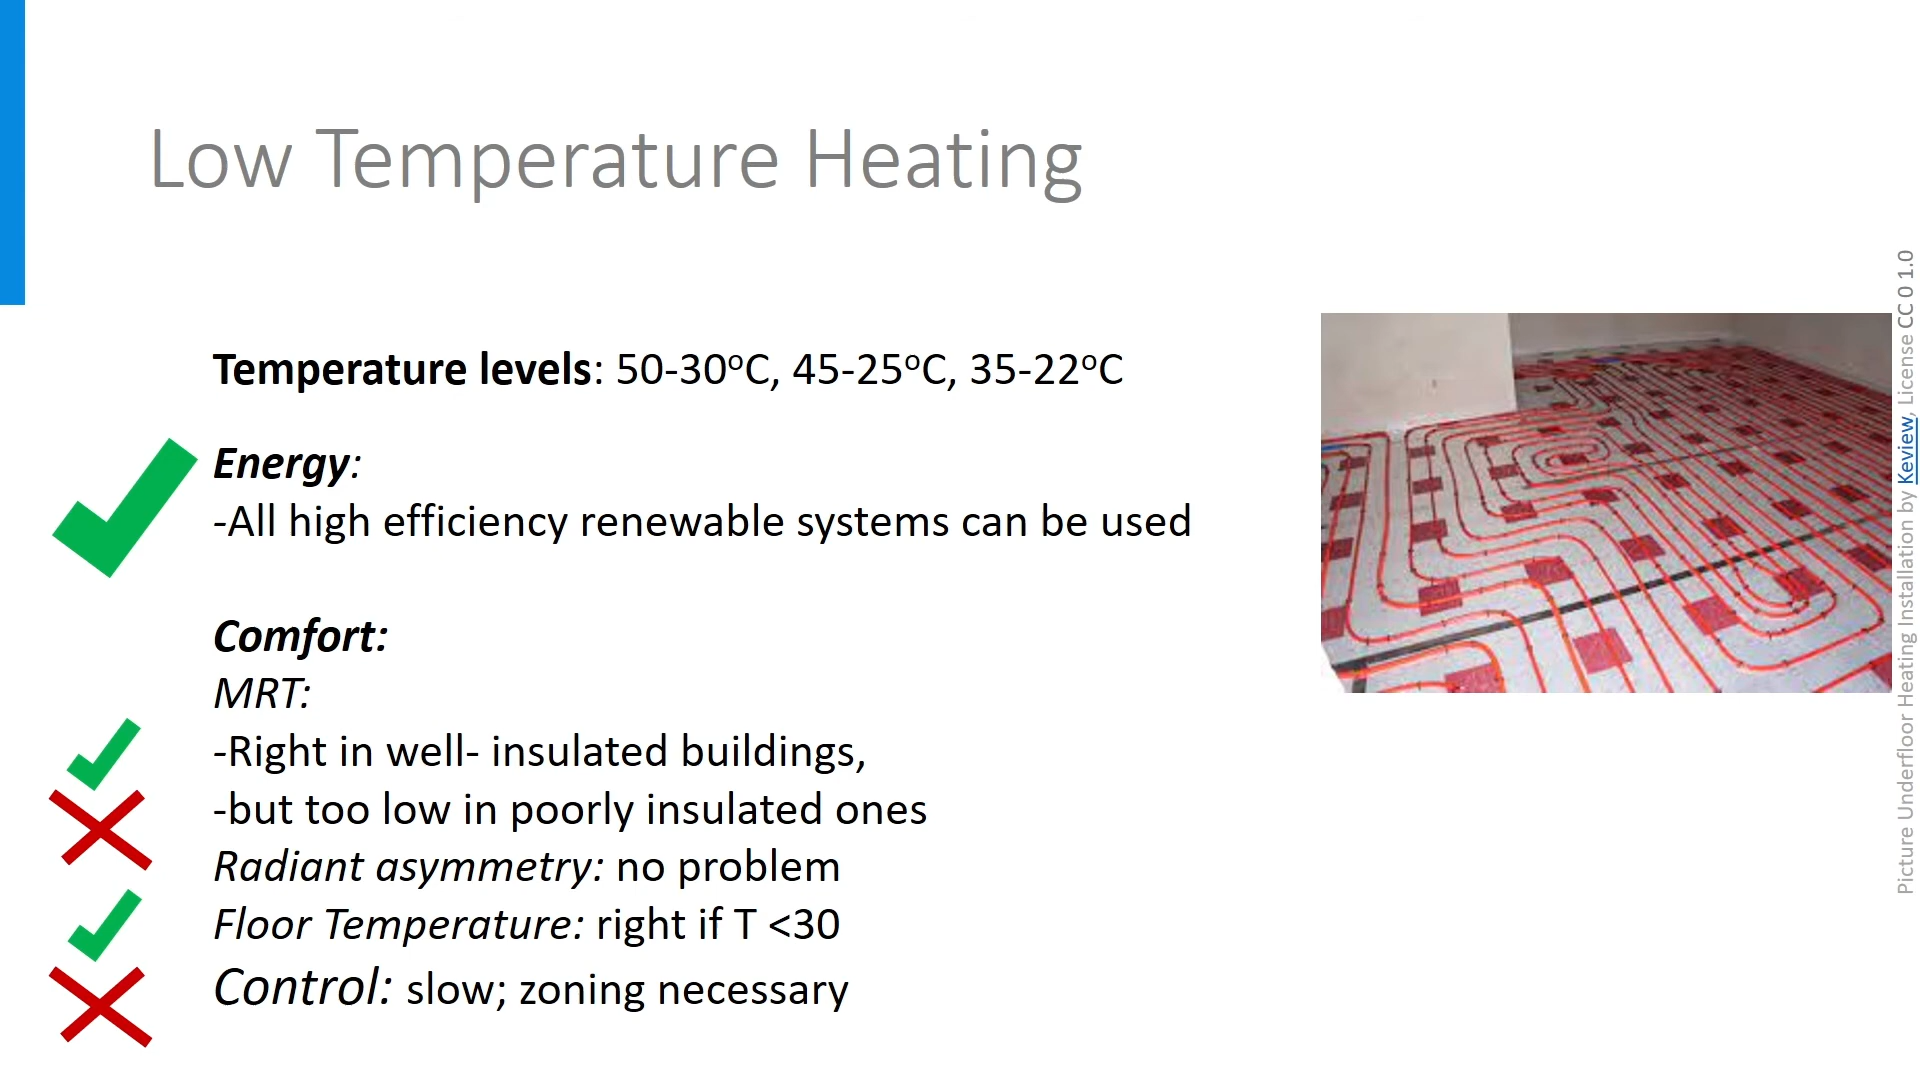 Low Temperature Heating
Temperature levels: 50-30ºC, 45-25ºC, 35-22ºC
Energy:
-All high efficiency renewable systems can be used
Comfort:
MRT:
-Right in well- insulated buildings,
-but too low in poorly insulated ones
Radiant asymmetry: no problem
Floor Temperature: right if T <30
Control: slow; zoning necessary
Picture Underfloor Heating Installation by Keview, License CC 0 1.0